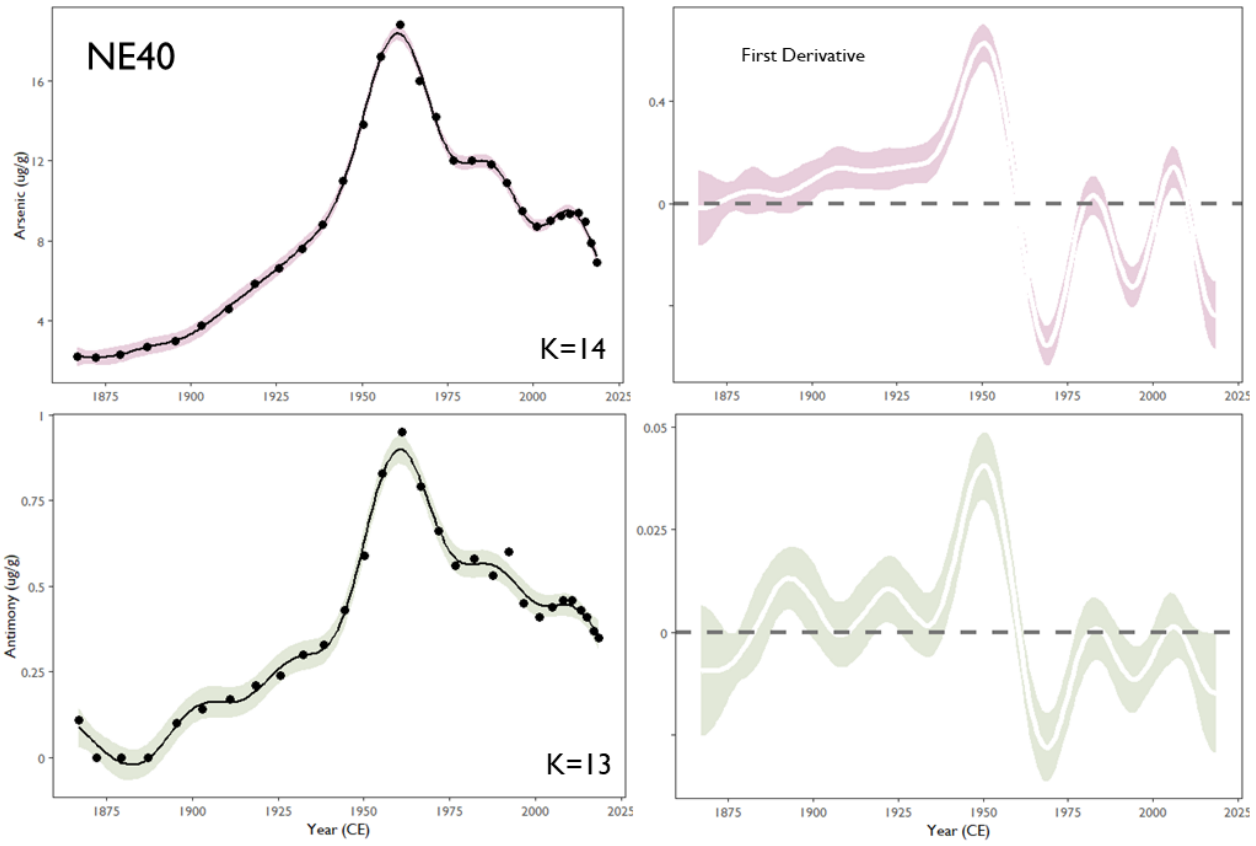 NE40
Arsenic (ug/g)
16
12
8
4
K=14
1875 1900 1925 1950 1975 2000 2025
First Derivative
0.4
0
1875 1900 1925 1950 1975 2000 2025
Antimony (ug/g)
1
0.75
0.5
0.25
0
K=13
1875 1900 1925 1950 1975 2000 2025
Year (CE)
0.05
0.025
0
1875 1900 1925 1950 1975 2000 2025
Year (CE)